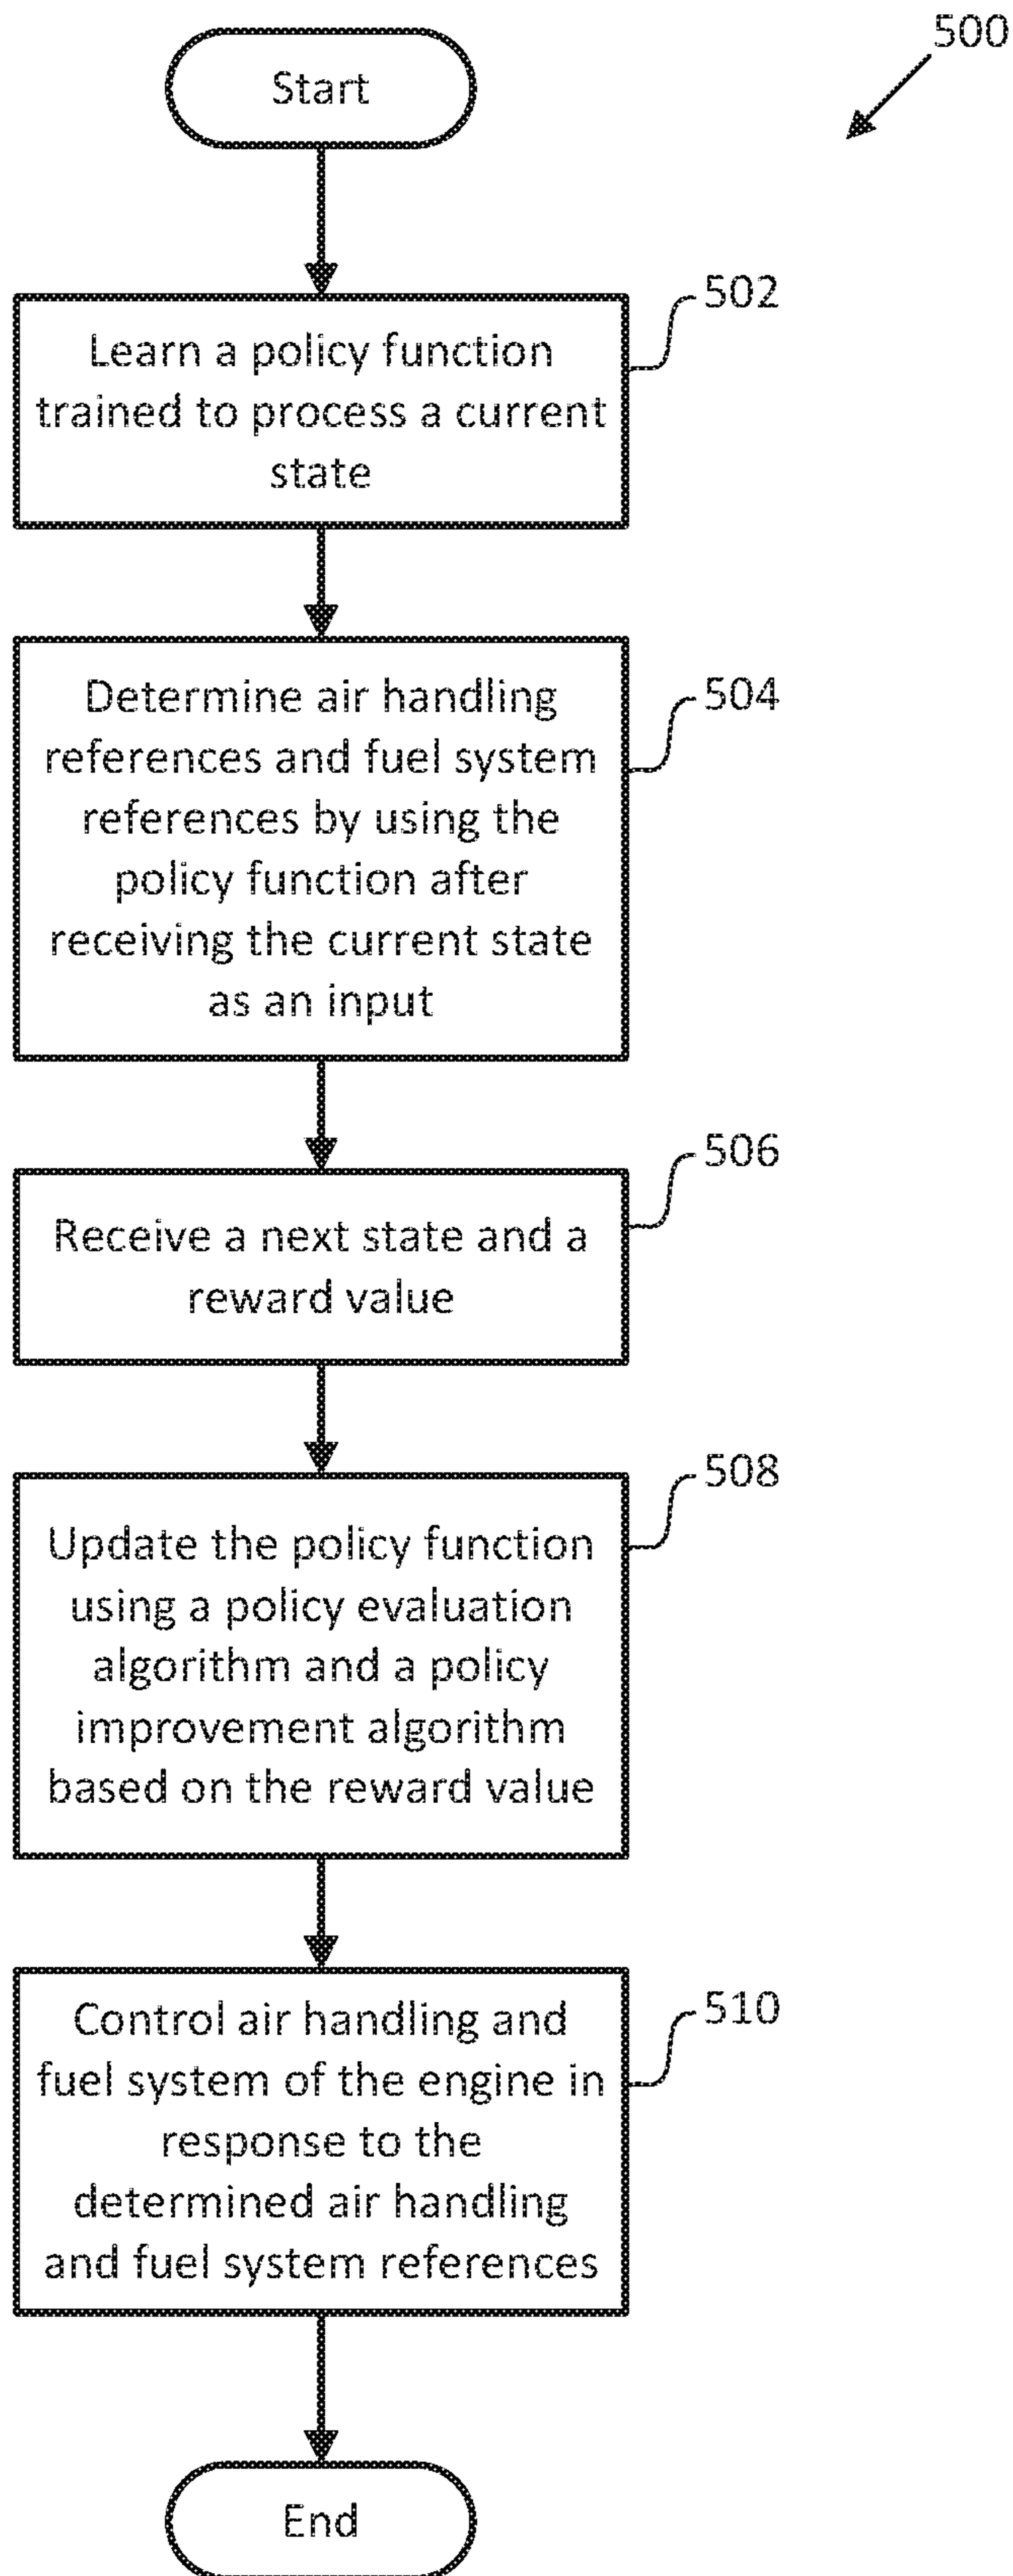 500
Start
502
Learn a policy function
trained to process a current
state
504
Determine air handling
references and fuel system
references by using the
policy function after
receiving the current state
as an input
506
Receive a next state and a
reward value
508
Update the policy function
using a policy evaluation
algorithm and a policy
improvement algorithm
based on the reward value
510
Control air handling and
fuel system of the engine in
response to the
determined air handling
and fuel system references
End